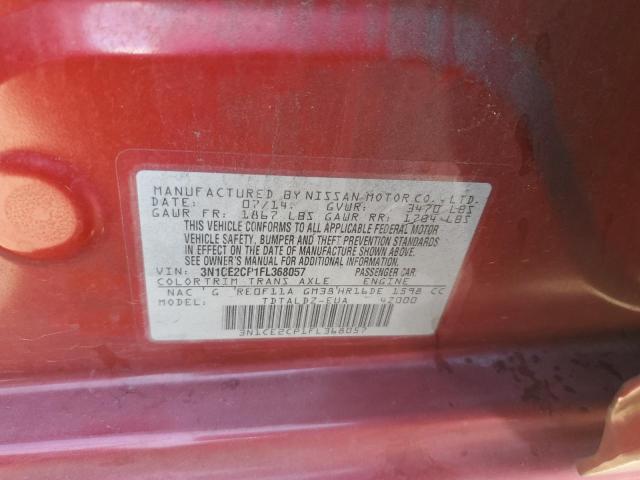 MANUFACTURED BY NISSAN MOTOR CO., LTD.
DATE: 07/14. GVWR: 3470 LBS
GAWR FR: 1867 LBS GAWR RR: 1784 LBS
THIS VEHICLE CONFORMS TO ALL APPLICABLE FEDERAL MOTOR
VEHICLE SAFETY, BUMPER AND THEFT PREVENTION STANDARDS
IN EFFECT ON THE DATE OF MANUFACTURE SHOWN ABOVE.
SEE OWNER'S MANUAL FOR ADDITIONAL INFORMATION.
VIN: 3N1CE2CP1FL368057 PASSENGER CAR.
COLOR TRIM TRANS AXLE ENGINE
NAC G RE0F11A GM38 HR16DE 1598 CC
MODEL: TDTALDZ-EUA 42000
3N1CE2CP1FL368057